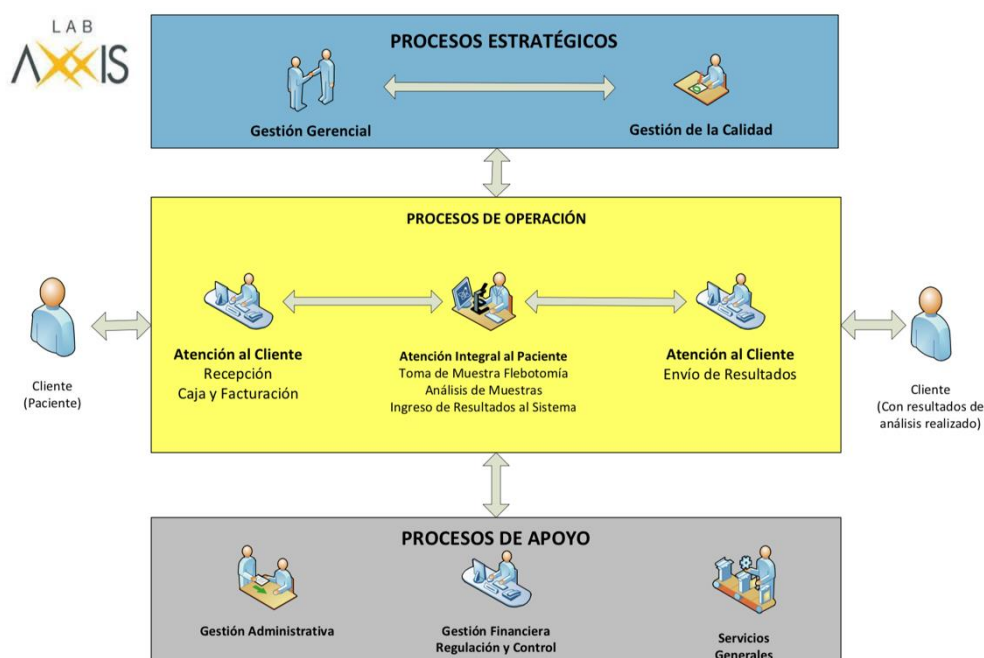 LAB
AXXIS
PROCESOS ESTRATÉGICOS
Gestión Gerencial
Gestión de la Calidad
PROCESOS DE OPERACIÓN
Cliente
(Paciente)
Atención al Cliente
Recepción
Caja y Facturación
Atención Integral al Paciente
Toma de Muestra Flebotomía
Análisis de Muestras
Ingreso de Resultados al Sistema
Atención al Cliente
Envío de Resultados
Cliente
(Con resultados de
análisis realizado)
PROCESOS DE APOYO
Gestión Administrativa
Gestión Financiera
Regulación y Control
Servicios
Generales